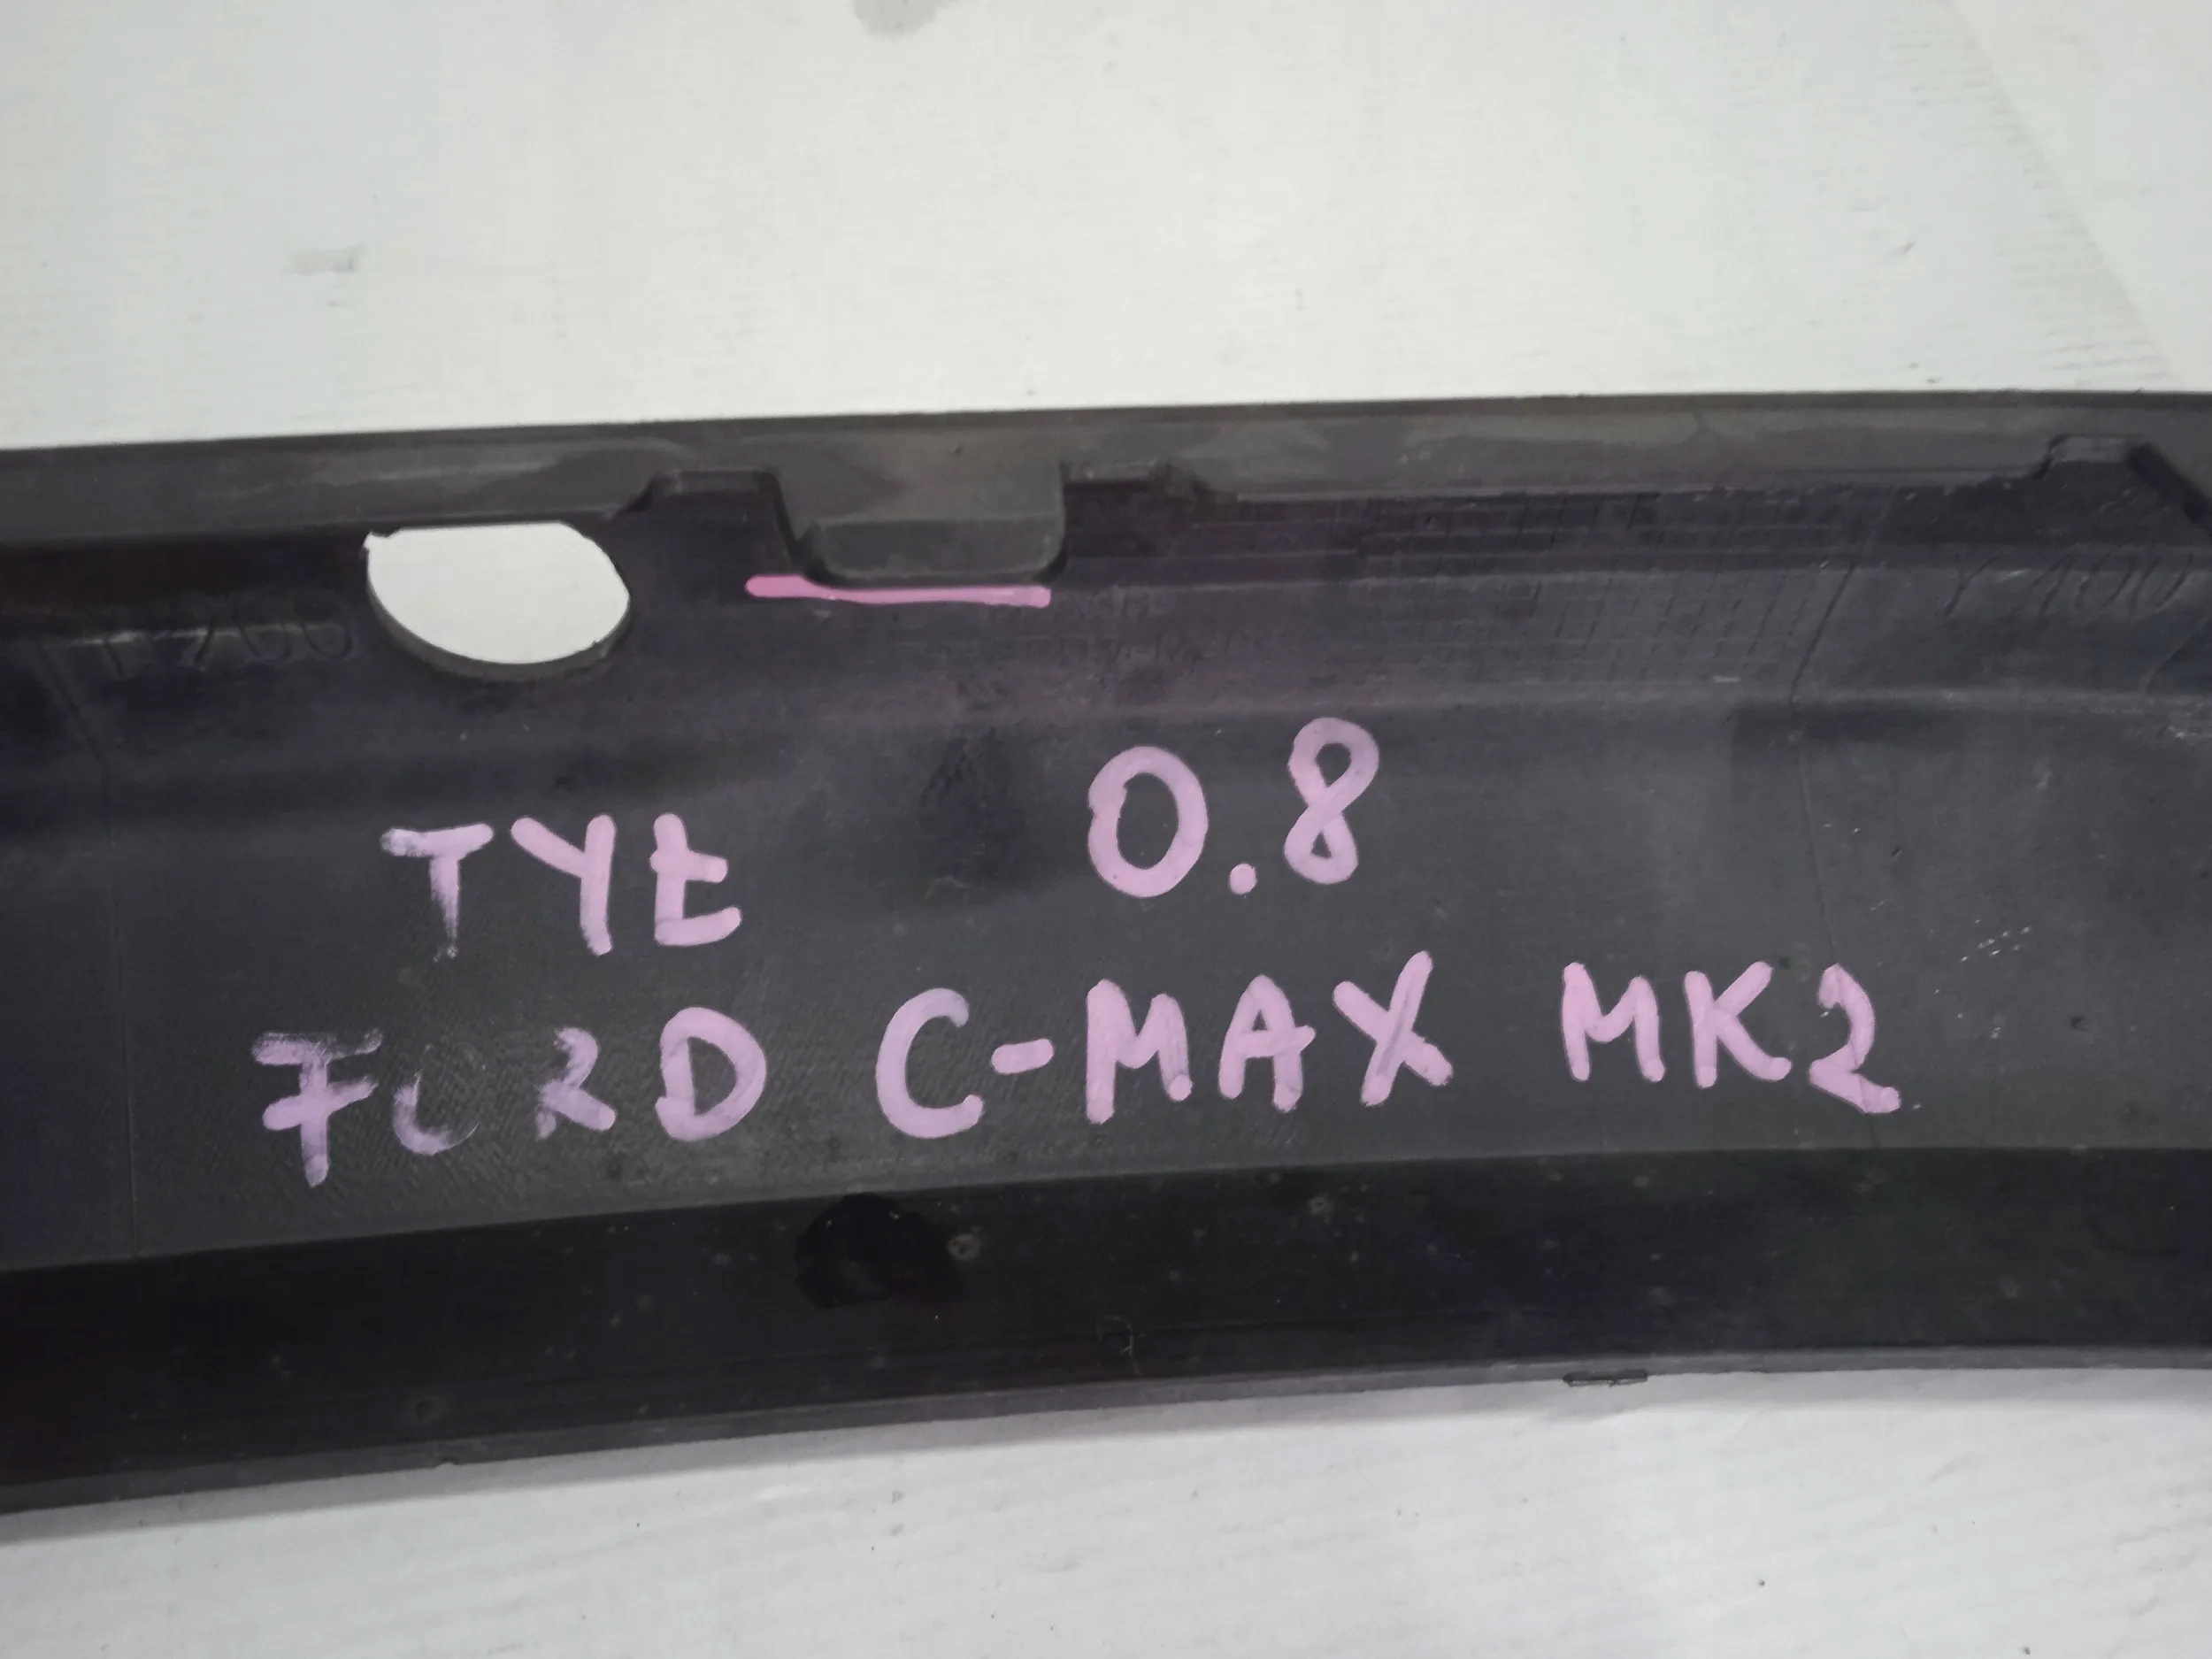 TYŁ 0.8
FORD C-MAX MK2